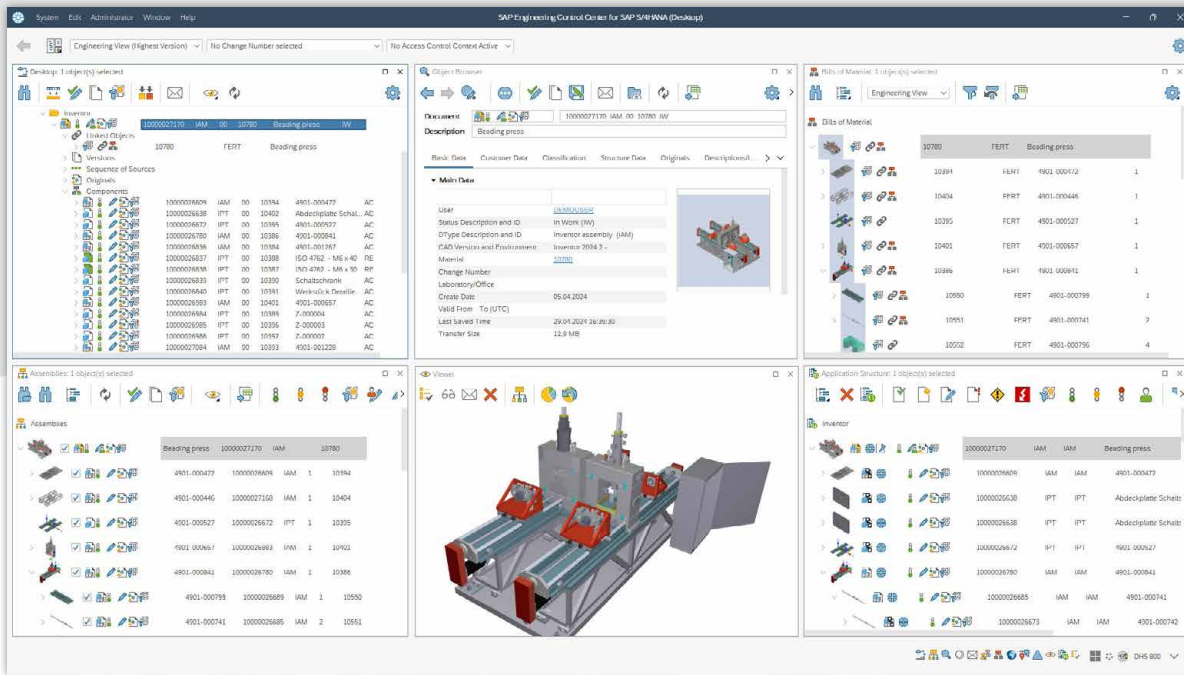 System Edit Administrator Window Help
SAP Engineering Control Center for SAP S/4HANA (Desktop)
Engineering View (Highest Version)
No Change Number selected
No Access Control Context Active
Desktop: 1 object(s) selected
Inventor
10000027170 IAM 00 10780 Beading press IW
Linked Objects
10780 FERT Beading press
Versions
Sequence of Sources
Originals
Components
10000026609 IAM 00 10394 4901-000472 AC
10000026638 IPT 00 10402 Abdeckplatte Schal... AC
10000026672 IPT 00 10395 4901-000527 AC
10000026780 IAM 00 10386 4901-000841 AC
10000026836 IAM 00 10384 4901-001267 AC
10000026837 IPT 00 10388 ISO 4762 - M6 x 40 RE
10000026838 IPT 00 10387 ISO 4762 - M6 x 30 RE
10000026839 IPT 00 10390 Schaltschrank AC
10000026840 IPT 00 10391 Werkstück Detaille... AC
10000026983 IAM 00 10401 4901-000657 AC
10000026984 IPT 00 10389 Z-000004 AC
10000026985 IPT 00 10396 Z-000003 AC
10000026986 IPT 00 10392 Z-000002 AC
10000027094 IAM 00 10393 4901-001228 AC
Object Browser
Document 10000027170 IAM 00 10780 IW
Description Beading press
Basic Data Customer Data Classification Structure Data Originals Descriptions/L...
Main Data
User DEMOUSER
Status Description and ID In Work (IW)
DType Description and ID Inventor assembly (IAM)
CAD Version and Environment Inventor 2024 2 -
Material 10780
Change Number
Laboratory/Office
Create Date 05.04.2024
Valid From To (UTC)
Last Saved Time 29.04.2024 16:35:30
Transfer Size 12.9 MB
Bills of Material: 1 object(s) selected
Engineering View
Bills of Material
10780 FERT Beading press
10394 FERT 4901-000472 1
10404 FERT 4901-000446 1
10395 FERT 4901-000527 1
10401 FERT 4901-000657 1
10386 FERT 4901-000841 1
10550 FERT 4901-000799 1
10551 FERT 4901-000741 2
10552 FERT 4901-000796 4
Assemblies: 1 object(s) selected
Assemblies
Beading press 10000027170 IAM 10780
4901-000472 10000026609 IAM 1 10394
4901-000446 10000027160 IAM 1 10404
4901-000527 10000026672 IPT 1 10395
4901-000657 10000026983 IAM 1 10401
4901-000841 10000026780 IAM 1 10386
4901-000799 10000026689 IAM 1 10550
4901-000741 10000026685 IAM 2 10551
Viewer
Application Structure: 1 object(s) selected
Inventor
10000027170 IAM IAM Beading press
10000026609 IAM IAM 4901-000472
10000026638 IPT IPT Abdeckplatte Schalts
10000026638 IPT IPT Abdeckplatte Schalts
10000026672 IPT IPT 4901-000527
10000026780 IAM IAM 4901-000841
10000026685 IAM IAM 4901-000741
10000026673 IAM IAM 4901-000742
DHS 800